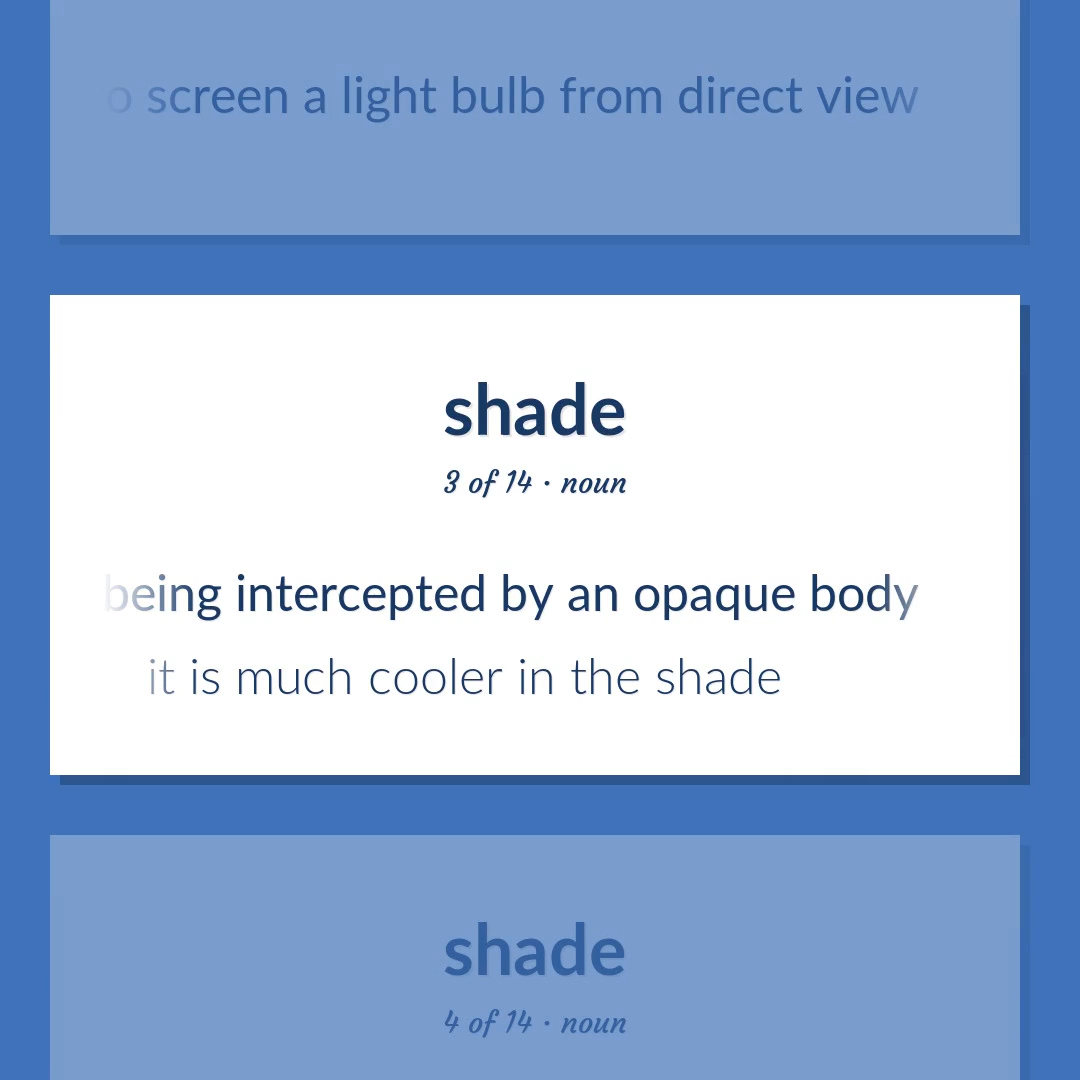 o screen a light bulb from direct view
shade
3 of 14 · noun
being intercepted by an opaque body
it is much cooler in the shade
shade
4 of 14 · noun